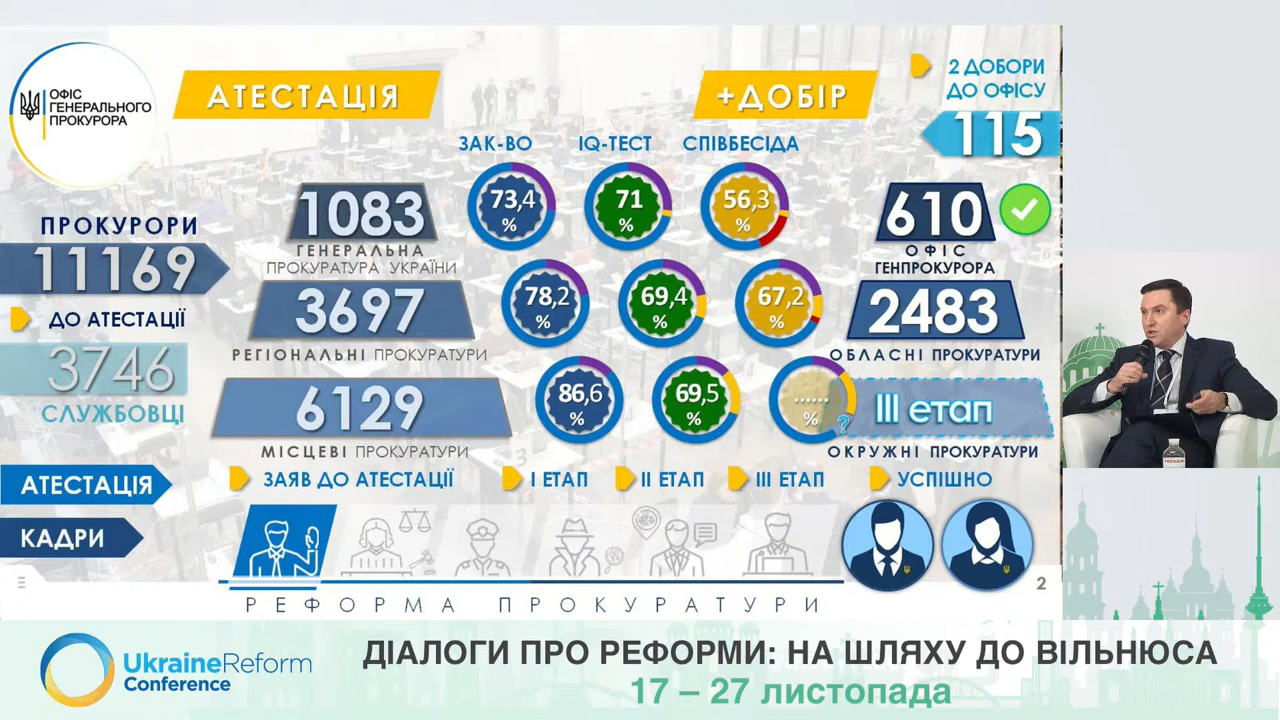 ОФІС
ГЕНЕРАЛЬНОГО
ПРОКУРОРА
АТЕСТАЦІЯ
+ДОБІР
2 ДОБОРИ
ДО ОФІСУ
115
ЗАК-ВО
IQ-ТЕСТ
СПІВБЕСІДА
ПРОКУРОРИ
11169
ДО АТЕСТАЦІЇ
3746
СЛУЖБОВЦІ
1083
ГЕНЕРАЛЬНА
ПРОКУРАТУРА УКРАЇНИ
73,4
%
71
%
56,3
%
610
ОФІС
ГЕНПРОКУРОРА
3697
РЕГІОНАЛЬНІ ПРОКУРАТУРИ
78,2
%
69,4
%
67,2
%
2483
ОБЛАСНІ ПРОКУРАТУРИ
6129
МІСЦЕВІ ПРОКУРАТУРИ
86,6
%
69,5
%
......
%
?
III етап
ОКРУЖНІ ПРОКУРАТУРИ
АТЕСТАЦІЯ
ЗАЯВ ДО АТЕСТАЦІЇ
І ЕТАП
ІІ ЕТАП
ІІІ ЕТАП
УСПІШНО
КАДРИ
2
РЕФОРМА ПРОКУРАТУРИ
UkraineReform
Conference
ДІАЛОГИ ПРО РЕФОРМИ: НА ШЛЯХУ ДО ВІЛЬНЮСА
17 – 27 листопада